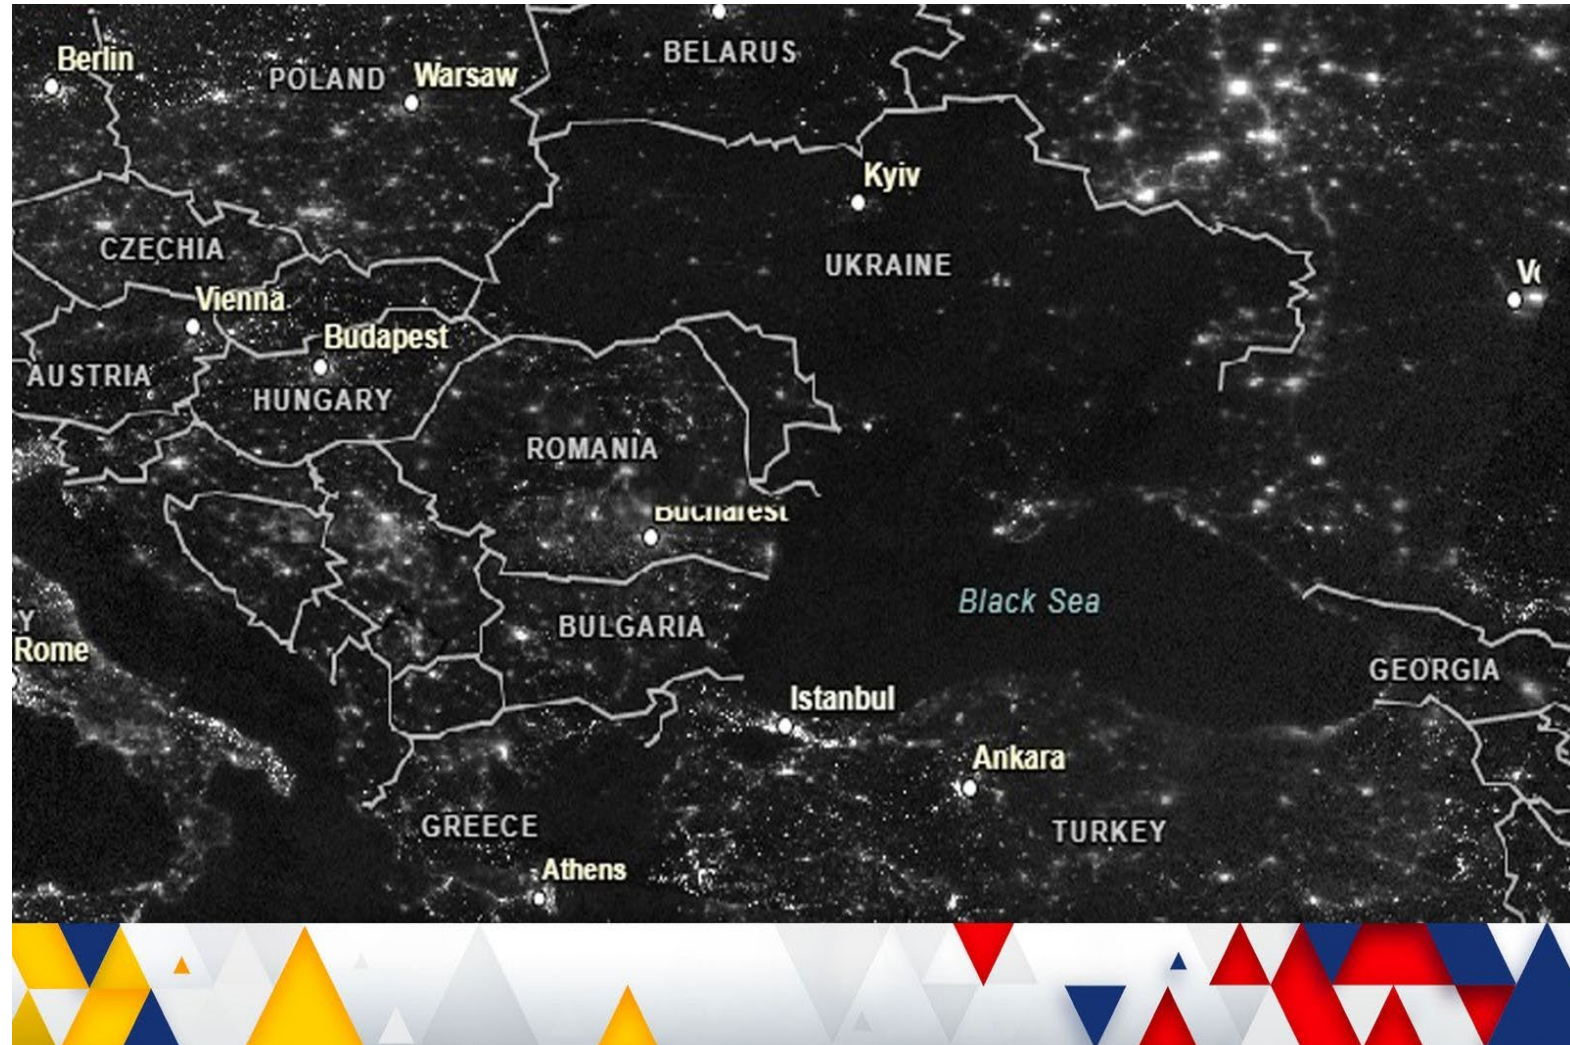 Berlin
POLAND
Warsaw
BELARUS
Kyiv
CZECHIA
UKRAINE
Vienna
Budapest
AUSTRIA
HUNGARY
ROMANIA
Bucharest
Black Sea
BULGARIA
Rome
GEORGIA
Istanbul
Ankara
GREECE
TURKEY
Athens